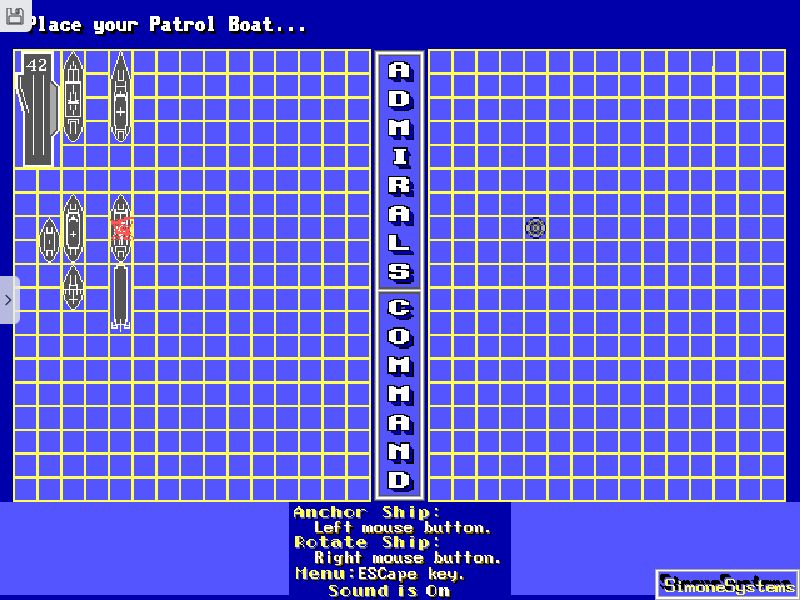 Place your Patrol Boat...
42
ADMIRALS
COMMAND
Anchor Ship:
Left mouse button.
Rotate Ship:
Right mouse button.
Menu:ESCape key.
Sound is On
SimoneSystems